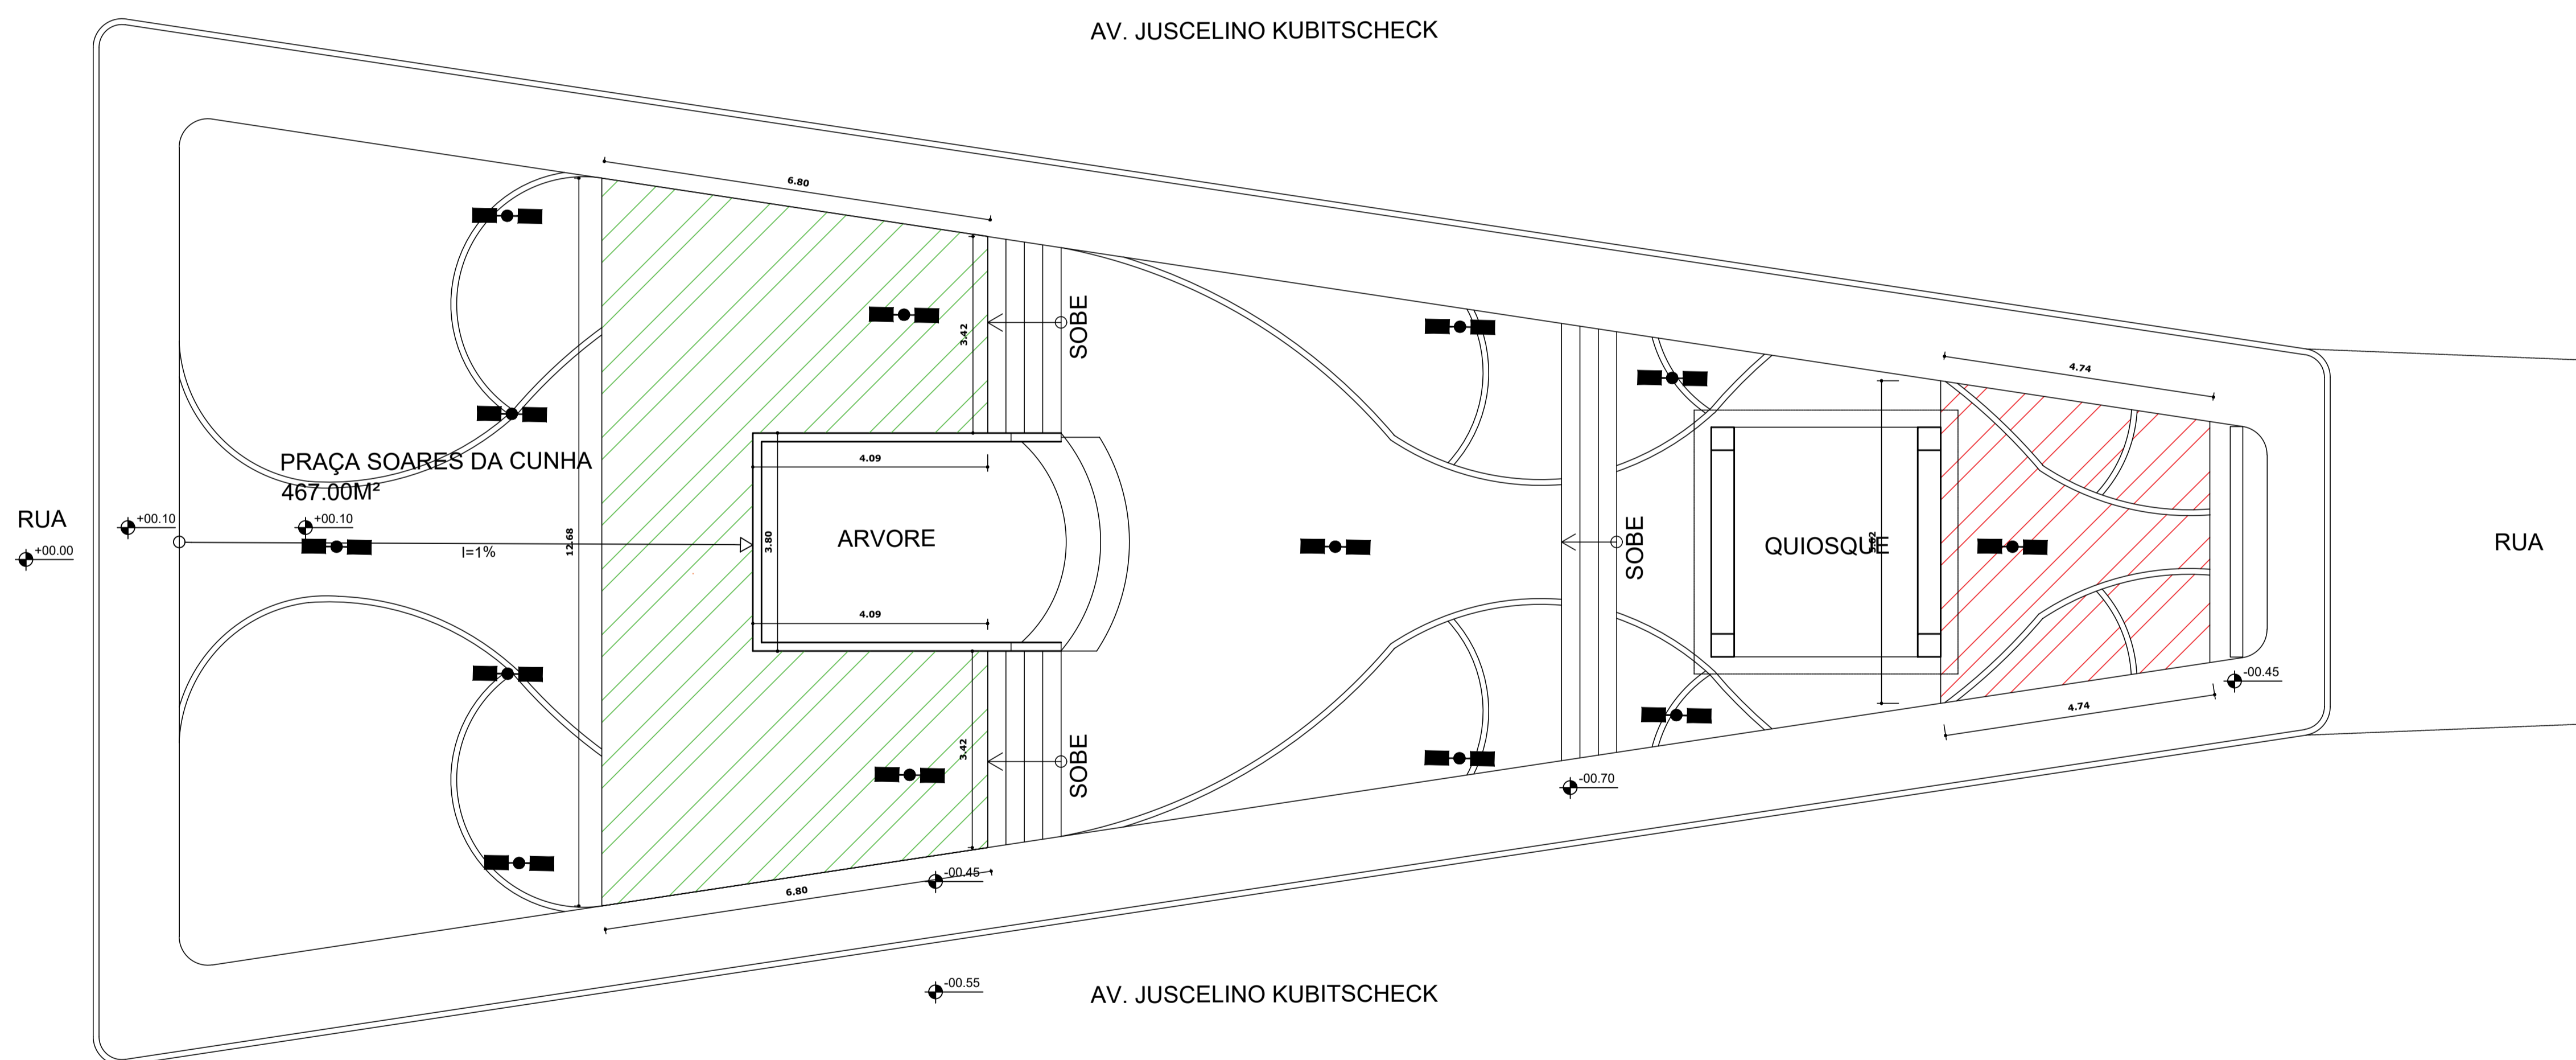 AV. JUSCELINO KUBITSCHECK
6.80
3.42
SOBE
4.74
PRAÇA SOARES DA CUNHA
467.00M²
4.09
RUA
+00.00
+00.10
+00.10
I=1%
12.68
3.80
ARVORE
SOBE
QUIOSQUE
RUA
4.09
3.42
SOBE
-00.45
4.74
-00.70
-00.45
6.80
-00.55
AV. JUSCELINO KUBITSCHECK